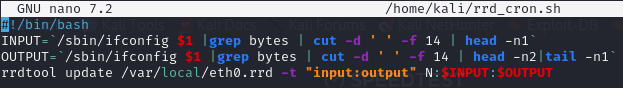 GNU nano 7.2 /home/kali/rrd_cron.sh
#!/bin/bash
INPUT=`/sbin/ifconfig $1 |grep bytes | cut -d ' ' -f 14 | head -n1`
OUTPUT=`/sbin/ifconfig $1 |grep bytes | cut -d ' ' -f 14 | head -n2|tail -n1`
rrdtool update /var/local/eth0.rrd -t "input:output" N:$INPUT:$OUTPUT